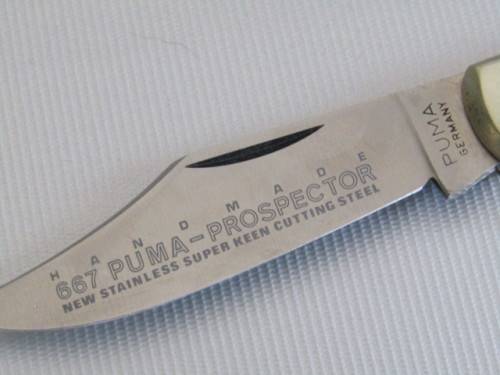 HANDMADE
667 PUMA-PROSPECTOR
NEW STAINLESS SUPER KEEN CUTTING STEEL
PUMA
GERMANY